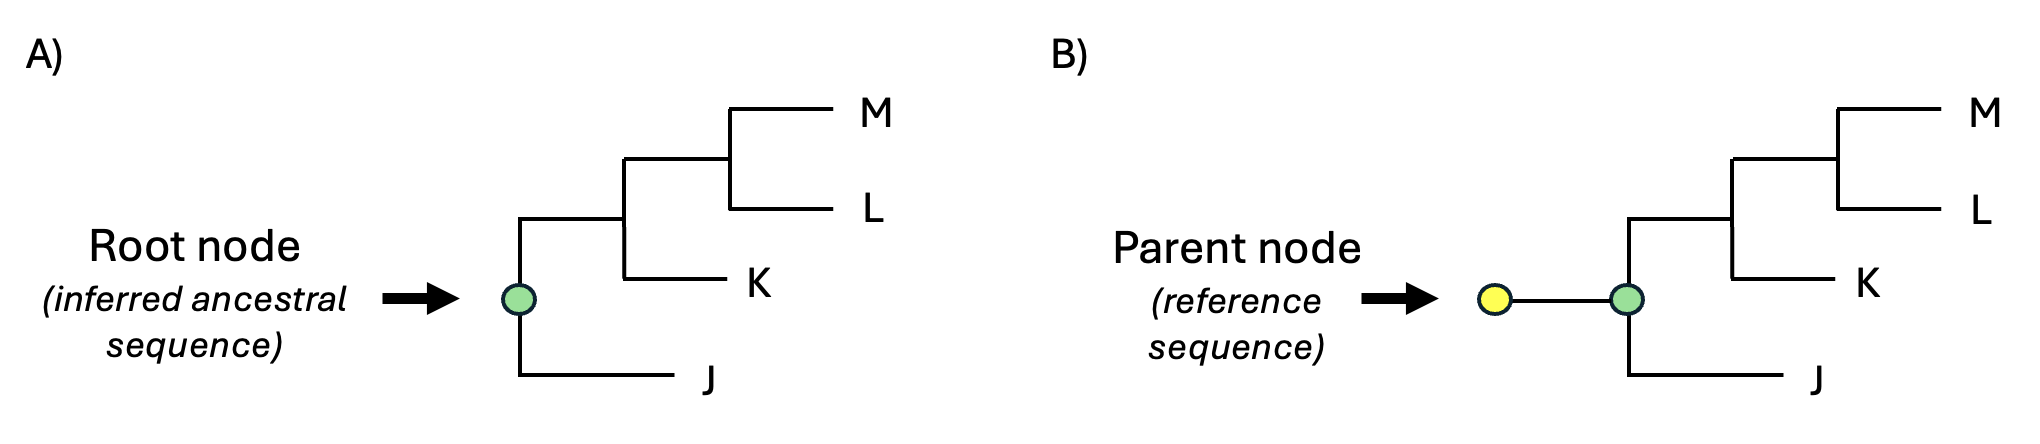 A)
M
L
K
J
Root node
(inferred ancestral
sequence)
B)
M
L
K
J
Parent node
(reference
sequence)